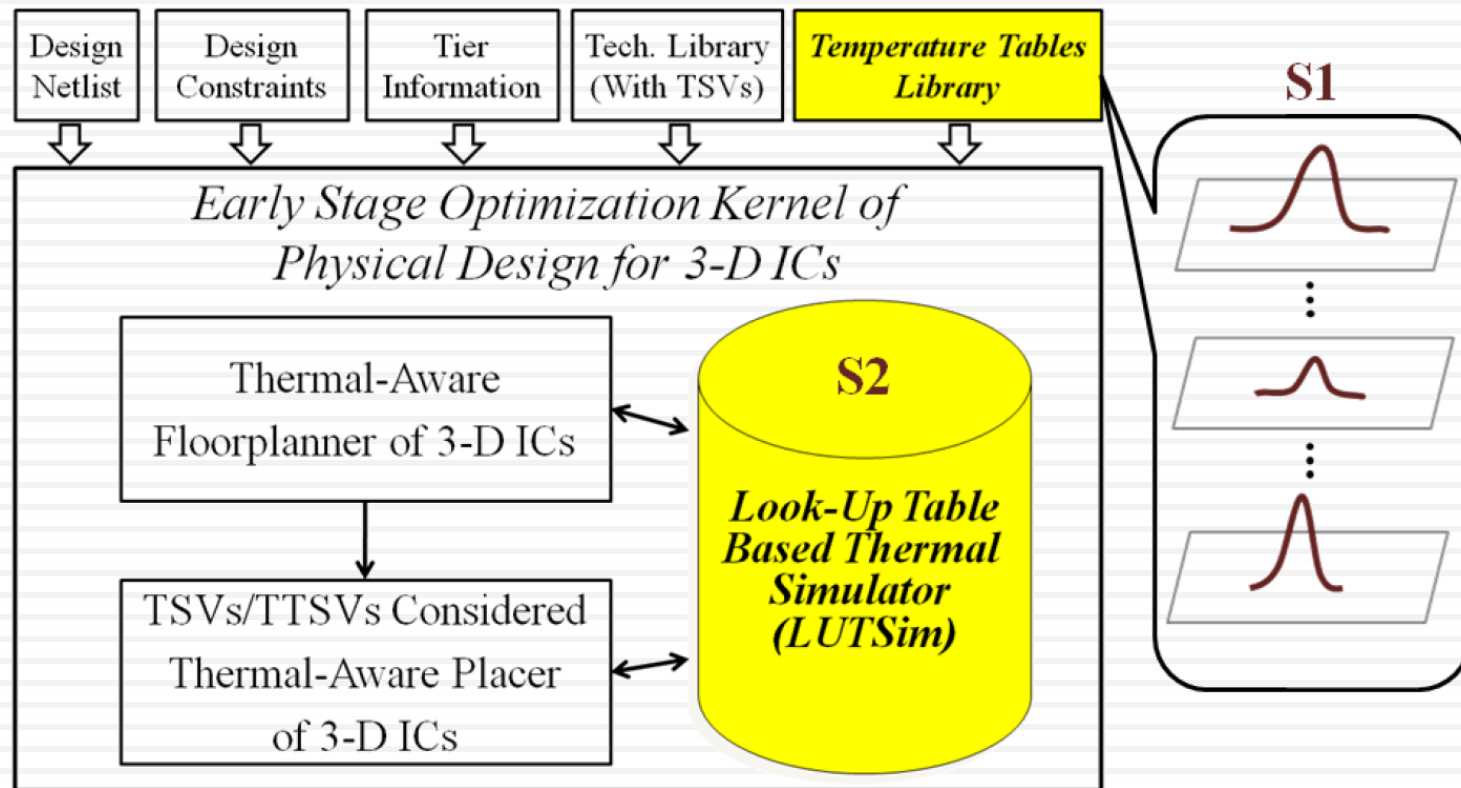 Design
Netlist
Design
Constraints
Tier
Information
Tech. Library
(With TSVs)
Temperature Tables
Library
S1
Early Stage Optimization Kernel of
Physical Design for 3-D ICs
Thermal-Aware
Floorplanner of 3-D ICs
S2
Look-Up Table
Based Thermal
Simulator
(LUTSim)
TSVs/TTSVs Considered
Thermal-Aware Placer
of 3-D ICs